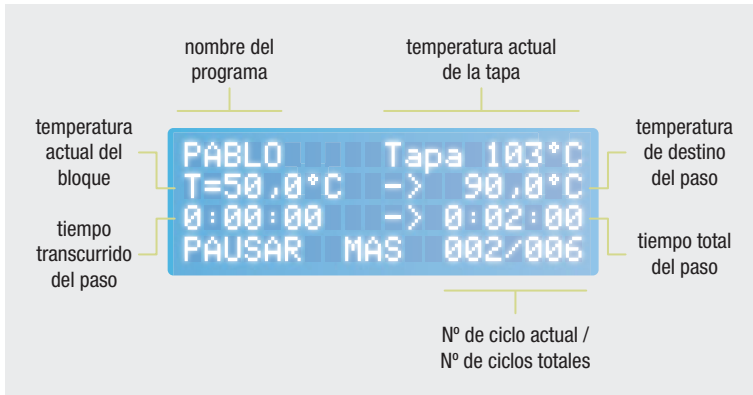 nombre del
programa
temperatura actual
de la tapa
temperatura
actual del
bloque
tiempo
transcurrido
del paso
PABLO Tapa 103°C
T=50,0°C -> 90,0°C
0:00:00 -> 0:02:00
PAUSAR MAS 002/006
temperatura
de destino
del paso
tiempo total
del paso
Nº de ciclo actual /
Nº de ciclos totales